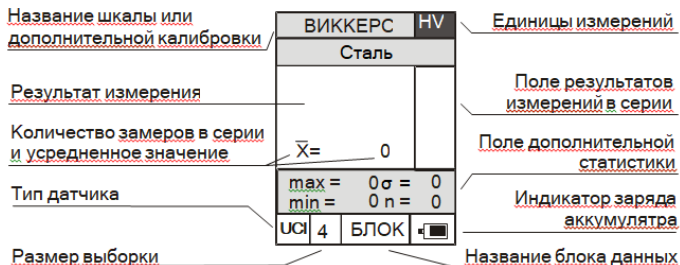 Название шкалы или
дополнительной калибровки
Результат измерения
Количество замеров в серии
и усредненное значение
Тип датчика
Размер выборки
ВИККЕРС HV
Сталь
X̅= 0
max = 0 σ = 0
min = 0 n = 0
UCI 4 БЛОК
Единицы измерений
Поле результатов
измерений в серии
Поле дополнительной
статистики
Индикатор заряда
аккумулятра
Название блока данных